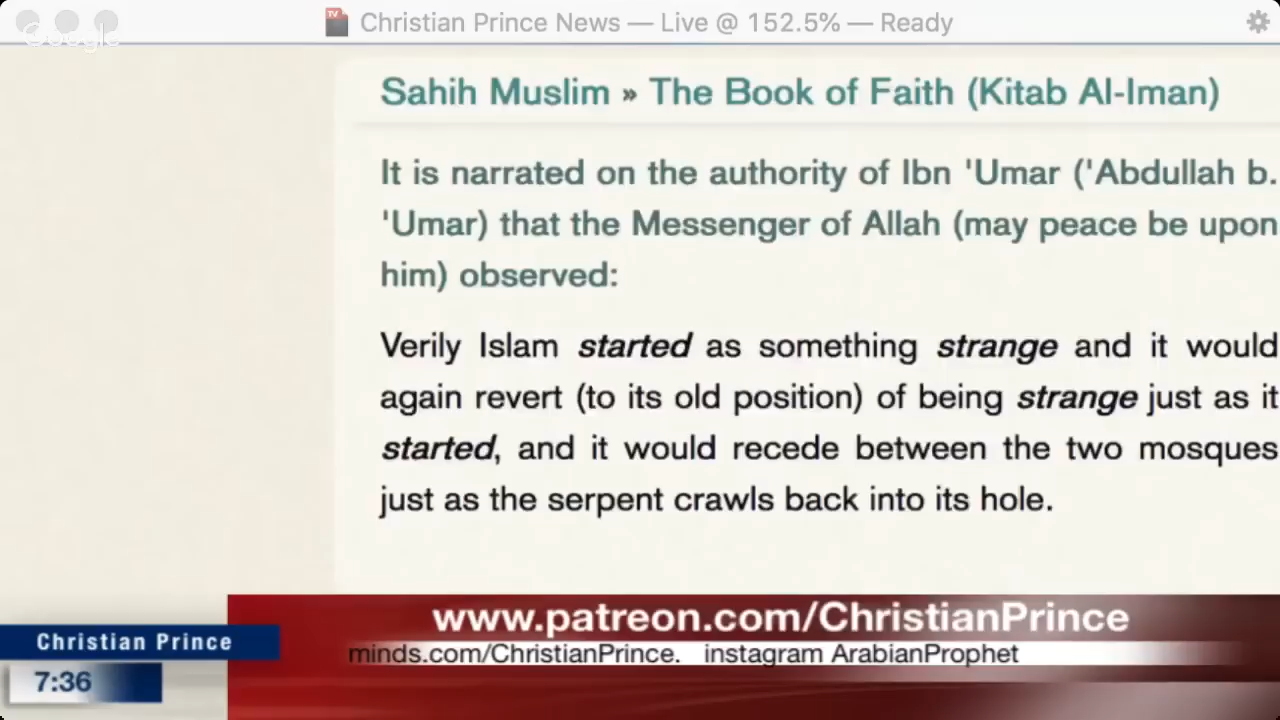 Christian Prince News — Live @ 152.5% — Ready
Google
Sahih Muslim » The Book of Faith (Kitab Al-Iman)
It is narrated on the authority of Ibn 'Umar ('Abdullah b.
'Umar) that the Messenger of Allah (may peace be upon
him) observed:
Verily Islam started as something strange and it would
again revert (to its old position) of being strange just as it
started, and it would recede between the two mosques
just as the serpent crawls back into its hole.
www.patreon.com/ChristianPrince
Christian Prince
minds.com/ChristianPrince. instagram ArabianProphet
7:36